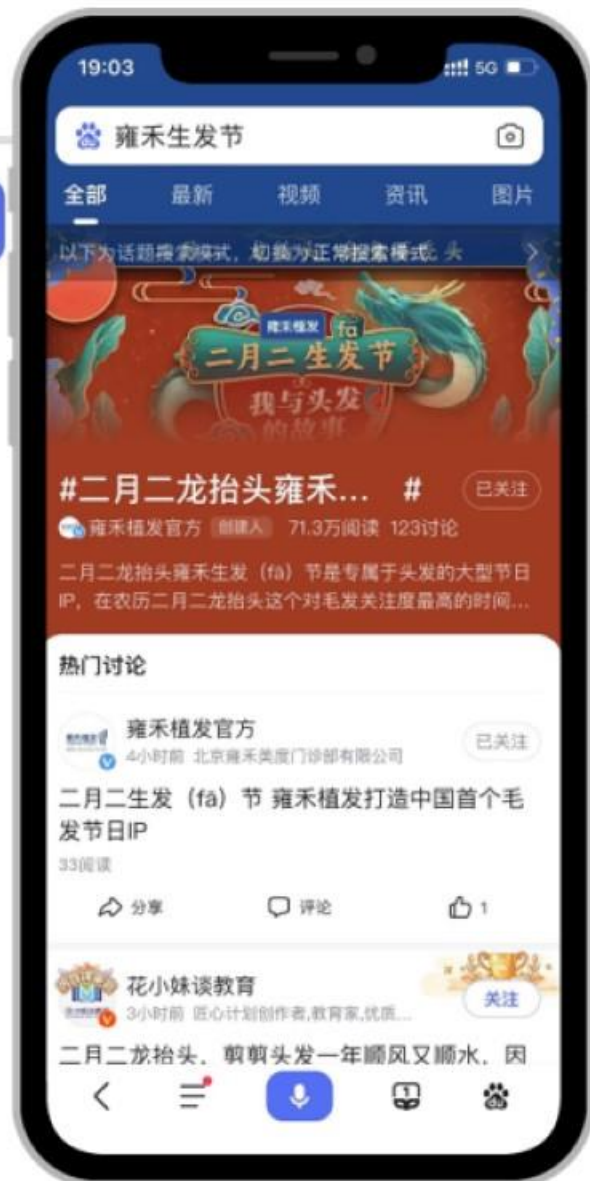 19:03
5G
雍禾生发节
全部 最新 视频 资讯 图片
以下为话题搜索模式，切换为正常搜索模式
雍禾植发 fà
二月二生发节
我与头发
的故事
#二月二龙抬头雍禾... #
已关注
雍禾植发官方 创建人 71.3万阅读 123讨论
二月二龙抬头雍禾生发（fà）节是专属于头发的大型节日
IP，在农历二月二龙抬头这个对毛发关注度最高的时间...
热门讨论
雍禾植发官方
已关注
4小时前 北京雍禾美度门诊部有限公司
二月二生发（fà）节 雍禾植发打造中国首个毛
发节日IP
33阅读
分享 评论 1
花小妹谈教育
关注
3小时前 匠心计划创作者,教育家,优质...
二月二龙抬头，剪剪头发一年顺风又顺水，因
1
du